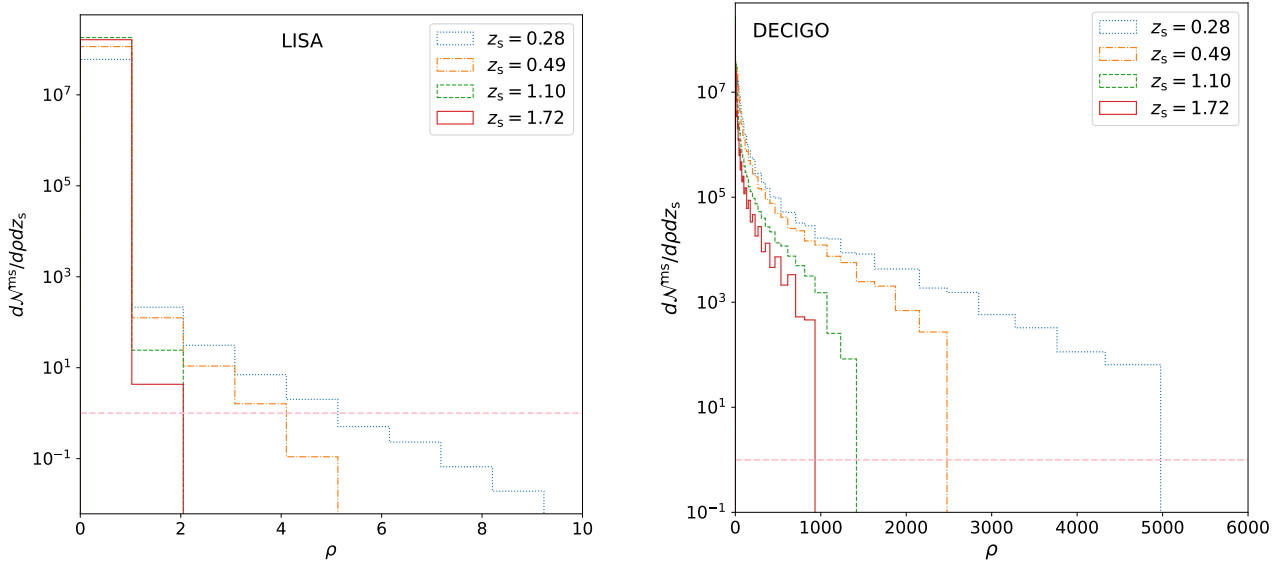 LISA
z_s = 0.28
z_s = 0.49
z_s = 1.10
z_s = 1.72
10^7
10^5
10^3
10^1
10^−1
d𝒩^ms/dρdz_s
0 2 4 6 8 10
ρ
DECIGO
z_s = 0.28
z_s = 0.49
z_s = 1.10
z_s = 1.72
10^7
10^5
10^3
10^1
10^−1
d𝒩^ms/dρdz_s
0 1000 2000 3000 4000 5000 6000
ρ